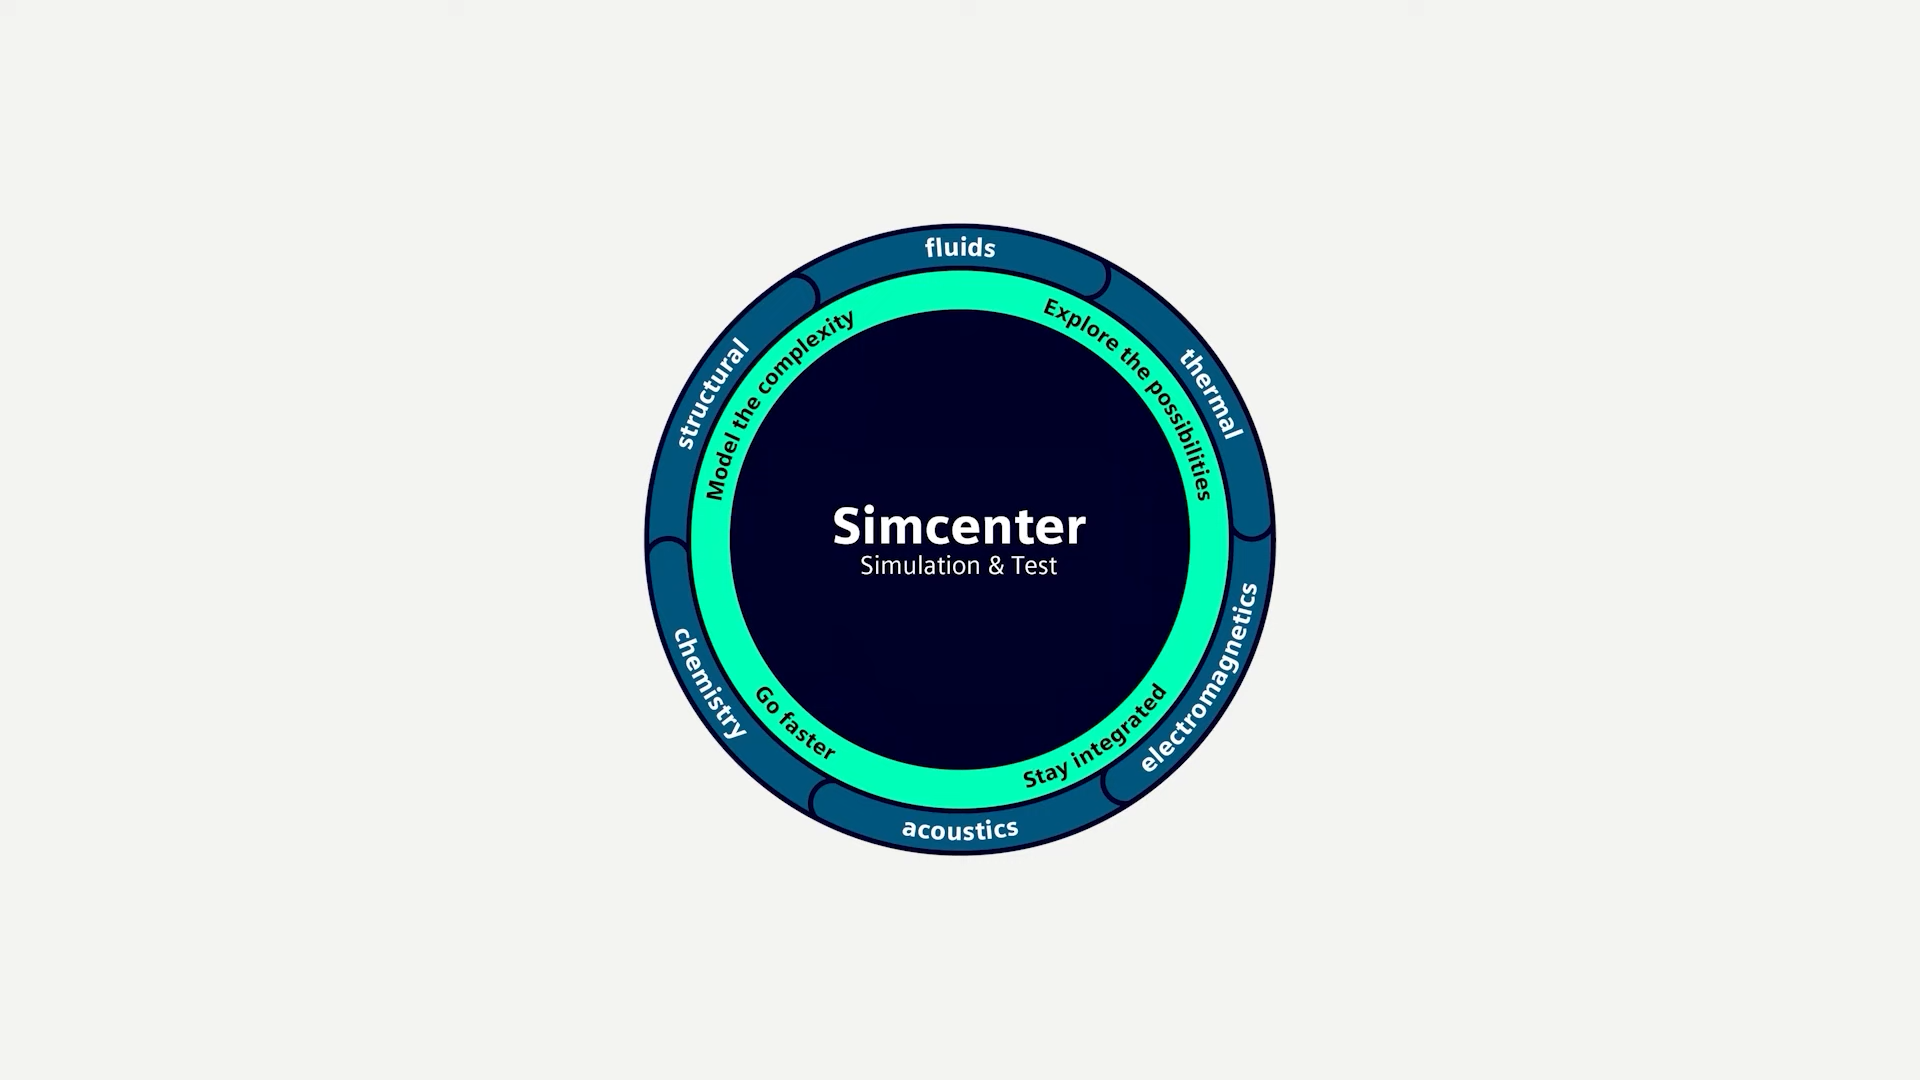 fluids
thermal
electromagnetics
acoustics
chemistry
structural
Model the complexity
Explore the possibilities
Stay integrated
Go faster
Simcenter
Simulation & Test